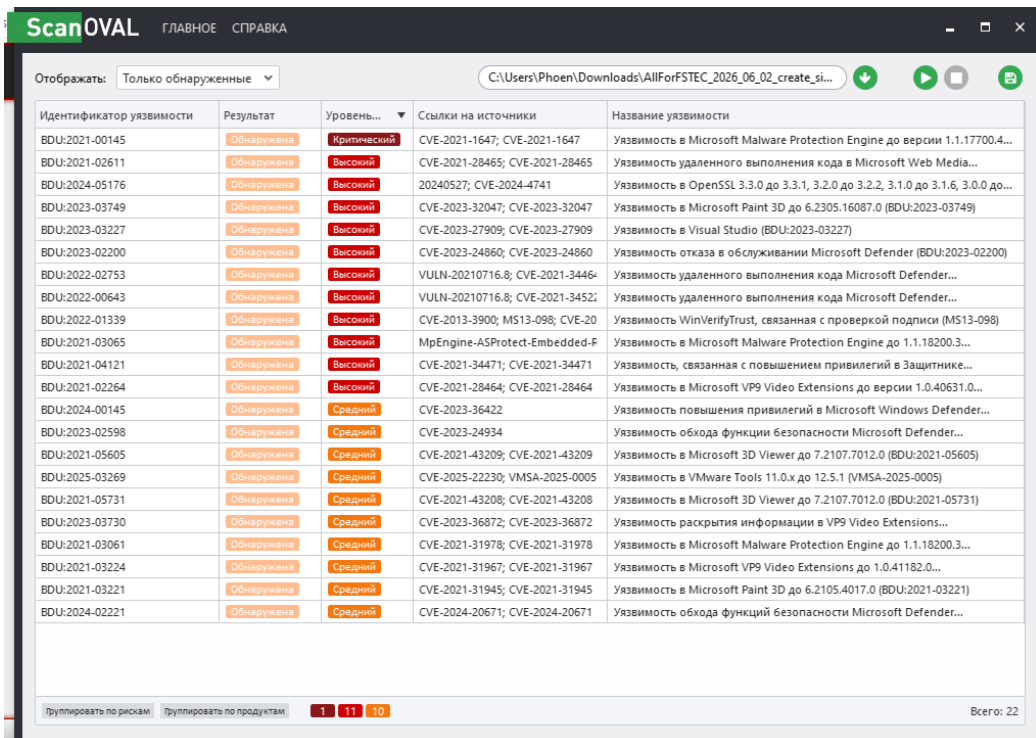 ScanOVAL ГЛАВНОЕ СПРАВКА
Отображать: Только обнаруженные C:\Users\Phoen\Downloads\AllForFSTEC_2026_06_02_create_si...
Идентификатор уязвимости Результат Уровень... Ссылки на источники Название уязвимости
BDU:2021-00145 Обнаружена Критический CVE-2021-1647; CVE-2021-1647 Уязвимость в Microsoft Malware Protection Engine до версии 1.1.17700.4...
BDU:2021-02611 Обнаружена Высокий CVE-2021-28465; CVE-2021-28465 Уязвимость удаленного выполнения кода в Microsoft Web Media...
BDU:2024-05176 Обнаружена Высокий 20240527; CVE-2024-4741 Уязвимость в OpenSSL 3.3.0 до 3.3.1, 3.2.0 до 3.2.2, 3.1.0 до 3.1.6, 3.0.0 до...
BDU:2023-03749 Обнаружена Высокий CVE-2023-32047; CVE-2023-32047 Уязвимость в Microsoft Paint 3D до 6.2305.16087.0 (BDU:2023-03749)
BDU:2023-03227 Обнаружена Высокий CVE-2023-27909; CVE-2023-27909 Уязвимость в Visual Studio (BDU:2023-03227)
BDU:2023-02200 Обнаружена Высокий CVE-2023-24860; CVE-2023-24860 Уязвимость отказа в обслуживании Microsoft Defender (BDU:2023-02200)
BDU:2022-02753 Обнаружена Высокий VULN-20210716.8; CVE-2021-34464 Уязвимость удаленного выполнения кода Microsoft Defender...
BDU:2022-00643 Обнаружена Высокий VULN-20210716.8; CVE-2021-34522 Уязвимость удаленного выполнения кода Microsoft Defender...
BDU:2022-01339 Обнаружена Высокий CVE-2013-3900; MS13-098; CVE-20 Уязвимость WinVerifyTrust, связанная с проверкой подписи (MS13-098)
BDU:2021-03065 Обнаружена Высокий MpEngine-ASProtect-Embedded-R Уязвимость в Microsoft Malware Protection Engine до 1.1.18200.3...
BDU:2021-04121 Обнаружена Высокий CVE-2021-34471; CVE-2021-34471 Уязвимость, связанная с повышением привилегий в Защитнике...
BDU:2021-02264 Обнаружена Высокий CVE-2021-28464; CVE-2021-28464 Уязвимость в Microsoft VP9 Video Extensions до версии 1.0.40631.0...
BDU:2024-00145 Обнаружена Средний CVE-2023-36422 Уязвимость повышения привилегий в Microsoft Windows Defender...
BDU:2023-02598 Обнаружена Средний CVE-2023-24934 Уязвимость обхода функции безопасности Microsoft Defender...
BDU:2021-05605 Обнаружена Средний CVE-2021-43209; CVE-2021-43209 Уязвимость в Microsoft 3D Viewer до 7.2107.7012.0 (BDU:2021-05605)
BDU:2025-03269 Обнаружена Средний CVE-2025-22230; VMSA-2025-0005 Уязвимость в VMware Tools 11.0.x до 12.5.1 (VMSA-2025-0005)
BDU:2021-05731 Обнаружена Средний CVE-2021-43208; CVE-2021-43208 Уязвимость в Microsoft 3D Viewer до 7.2107.7012.0 (BDU:2021-05731)
BDU:2023-03730 Обнаружена Средний CVE-2023-36872; CVE-2023-36872 Уязвимость раскрытия информации в VP9 Video Extensions...
BDU:2021-03061 Обнаружена Средний CVE-2021-31978; CVE-2021-31978 Уязвимость в Microsoft Malware Protection Engine до 1.1.18200.3...
BDU:2021-03224 Обнаружена Средний CVE-2021-31967; CVE-2021-31967 Уязвимость в Microsoft VP9 Video Extensions до 1.0.41182.0...
BDU:2021-03221 Обнаружена Средний CVE-2021-31945; CVE-2021-31945 Уязвимость в Microsoft Paint 3D до 6.2105.4017.0 (BDU:2021-03221)
BDU:2024-02221 Обнаружена Средний CVE-2024-20671; CVE-2024-20671 Уязвимость обхода функций безопасности Microsoft Defender...
Группировать по рискам Группировать по продуктам 1 11 10 Всего: 22